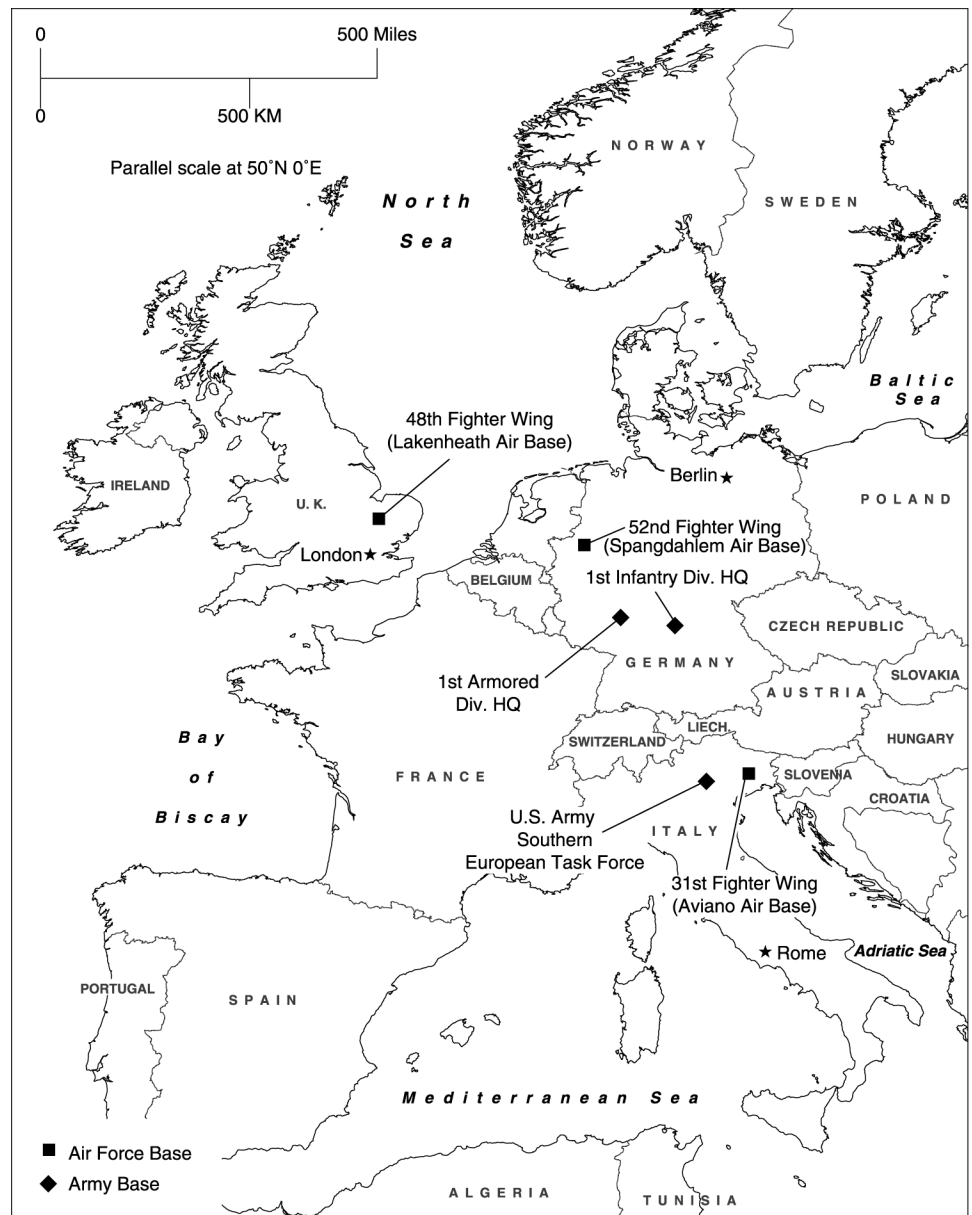 0
500 Miles
0
500 KM
Parallel scale at 50˚N 0˚E
North
Sea
NORWAY
SWEDEN
Baltic
Sea
48th Fighter Wing
(Lakenheath Air Base)
IRELAND
U. K.
London
Berlin
POLAND
52nd Fighter Wing
(Spangdahlem Air Base)
BELGIUM
1st Infantry Div. HQ
CZECH REPUBLIC
GERMANY
SLOVAKIA
1st Armored
Div. HQ
AUSTRIA
LIECH.
SWITZERLAND
HUNGARY
Bay
of
Biscay
FRANCE
SLOVENIA
CROATIA
U.S. Army
Southern
European Task Force
ITALY
31st Fighter Wing
(Aviano Air Base)
Rome
Adriatic Sea
PORTUGAL
SPAIN
Mediterranean Sea
Air Force Base
Army Base
ALGERIA
TUNISIA